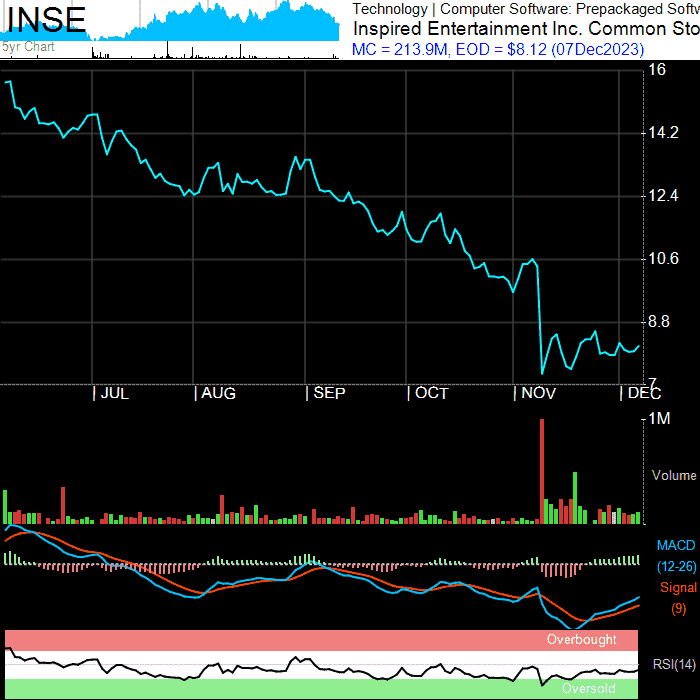 INSE
5yr Chart
Technology | Computer Software: Prepackaged Softw
Inspired Entertainment Inc. Common Sto
MC = 213.9M, EOD = $8.12 (07Dec2023)
16
14.2
12.4
10.6
8.8
7
| JUL | AUG | SEP | OCT | NOV | DEC
1M
Volume
MACD
(12-26)
Signal
(9)
Overbought
RSI(14)
Oversold